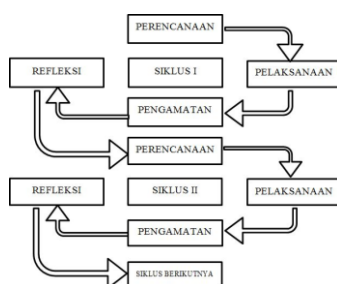 PERENCANAAN
REFLEKSI
SIKLUS I
PELAKSANAAN
PENGAMATAN
PERENCANAAN
REFLEKSI
SIKLUS II
PELAKSANAAN
PENGAMATAN
SIKLUS BERIKUTNYA